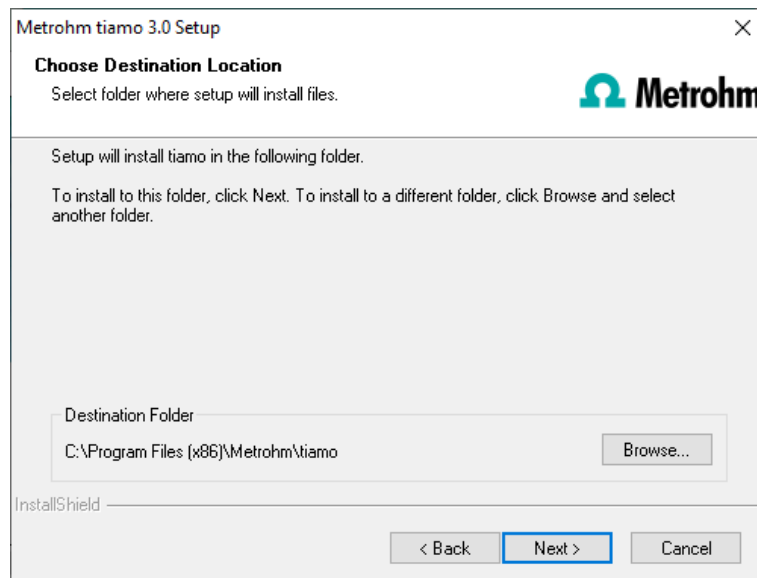 Metrohm tiamo 3.0 Setup
Choose Destination Location
Select folder where setup will install files.
Metrohm
Setup will install tiamo in the following folder.
To install to this folder, click Next. To install to a different folder, click Browse and select
another folder.
Destination Folder
C:\Program Files (x86)\Metrohm\tiamo
Browse...
InstallShield
< Back
Next >
Cancel